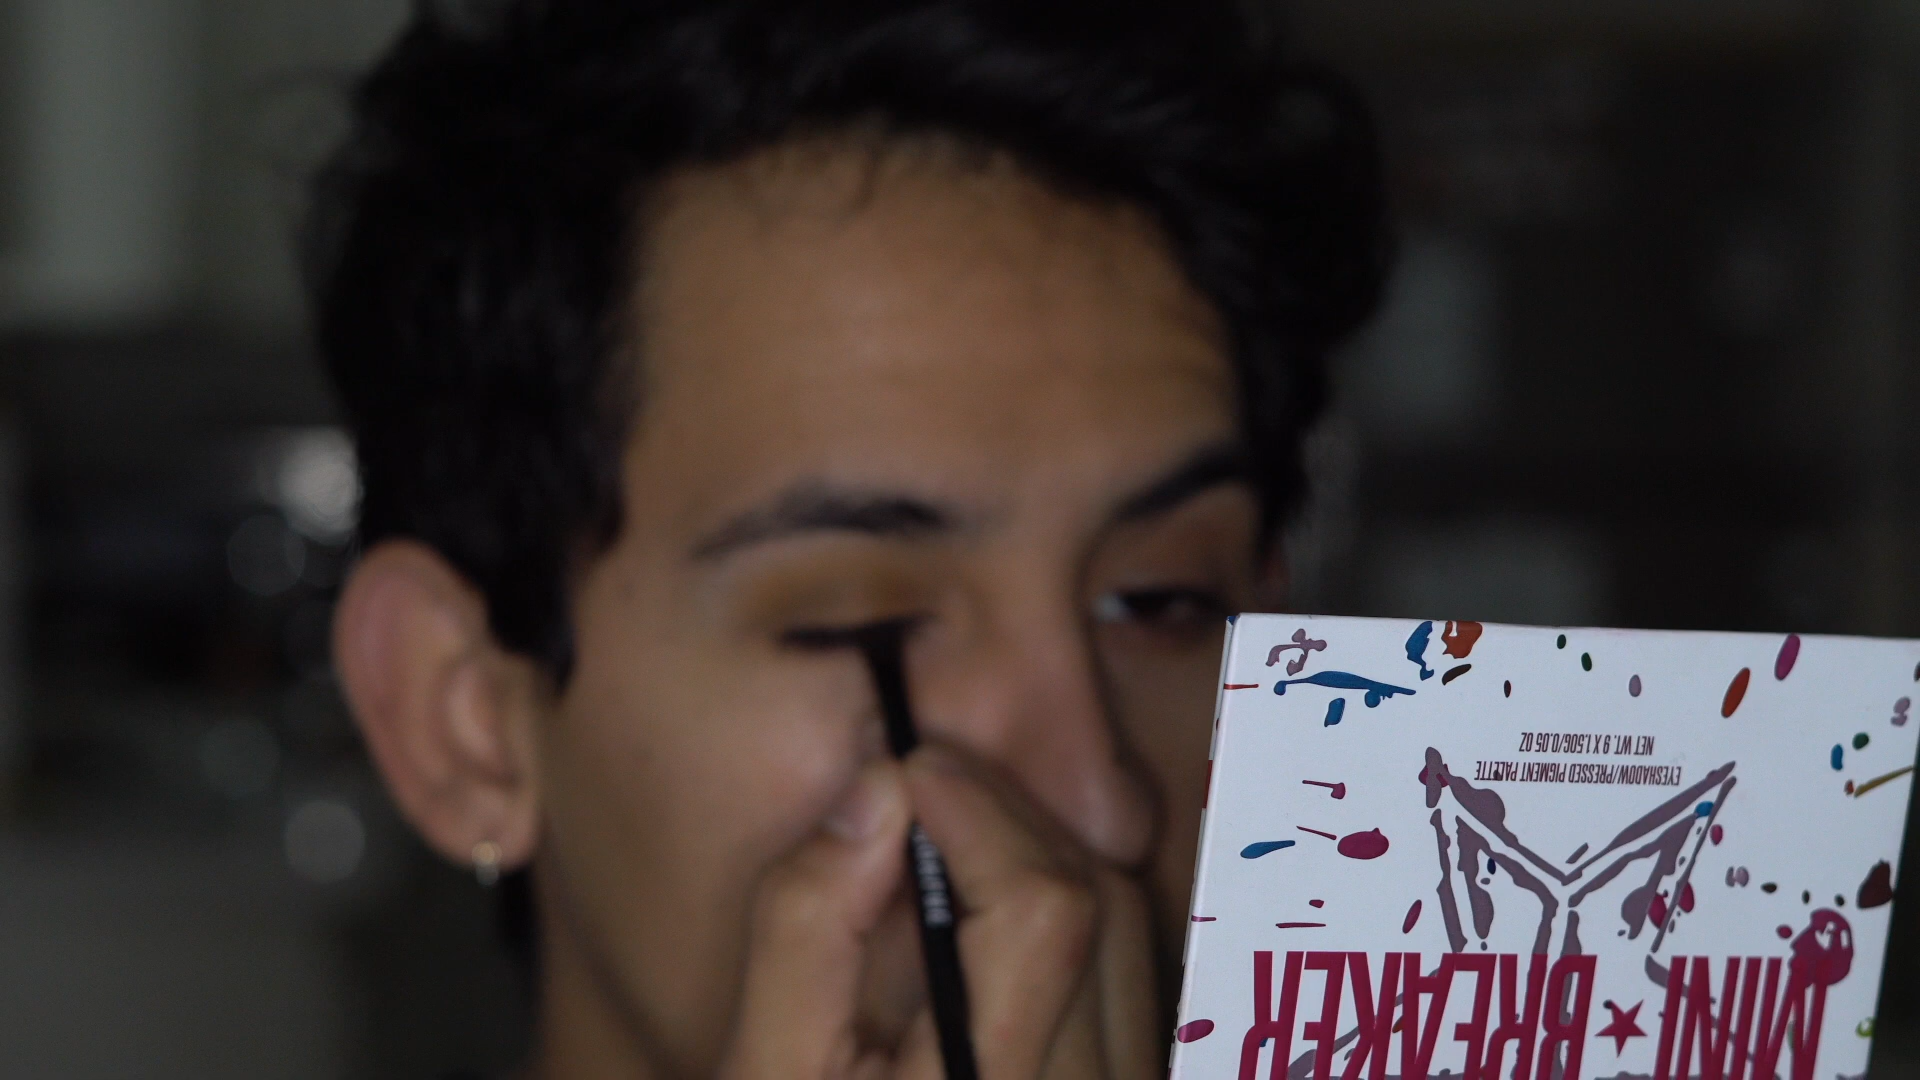 MINI★BREAKER
EYESHADOW/PRESSED PIGMENT PALETTE
NET WT. 9 X 1.50G/0.05 OZ